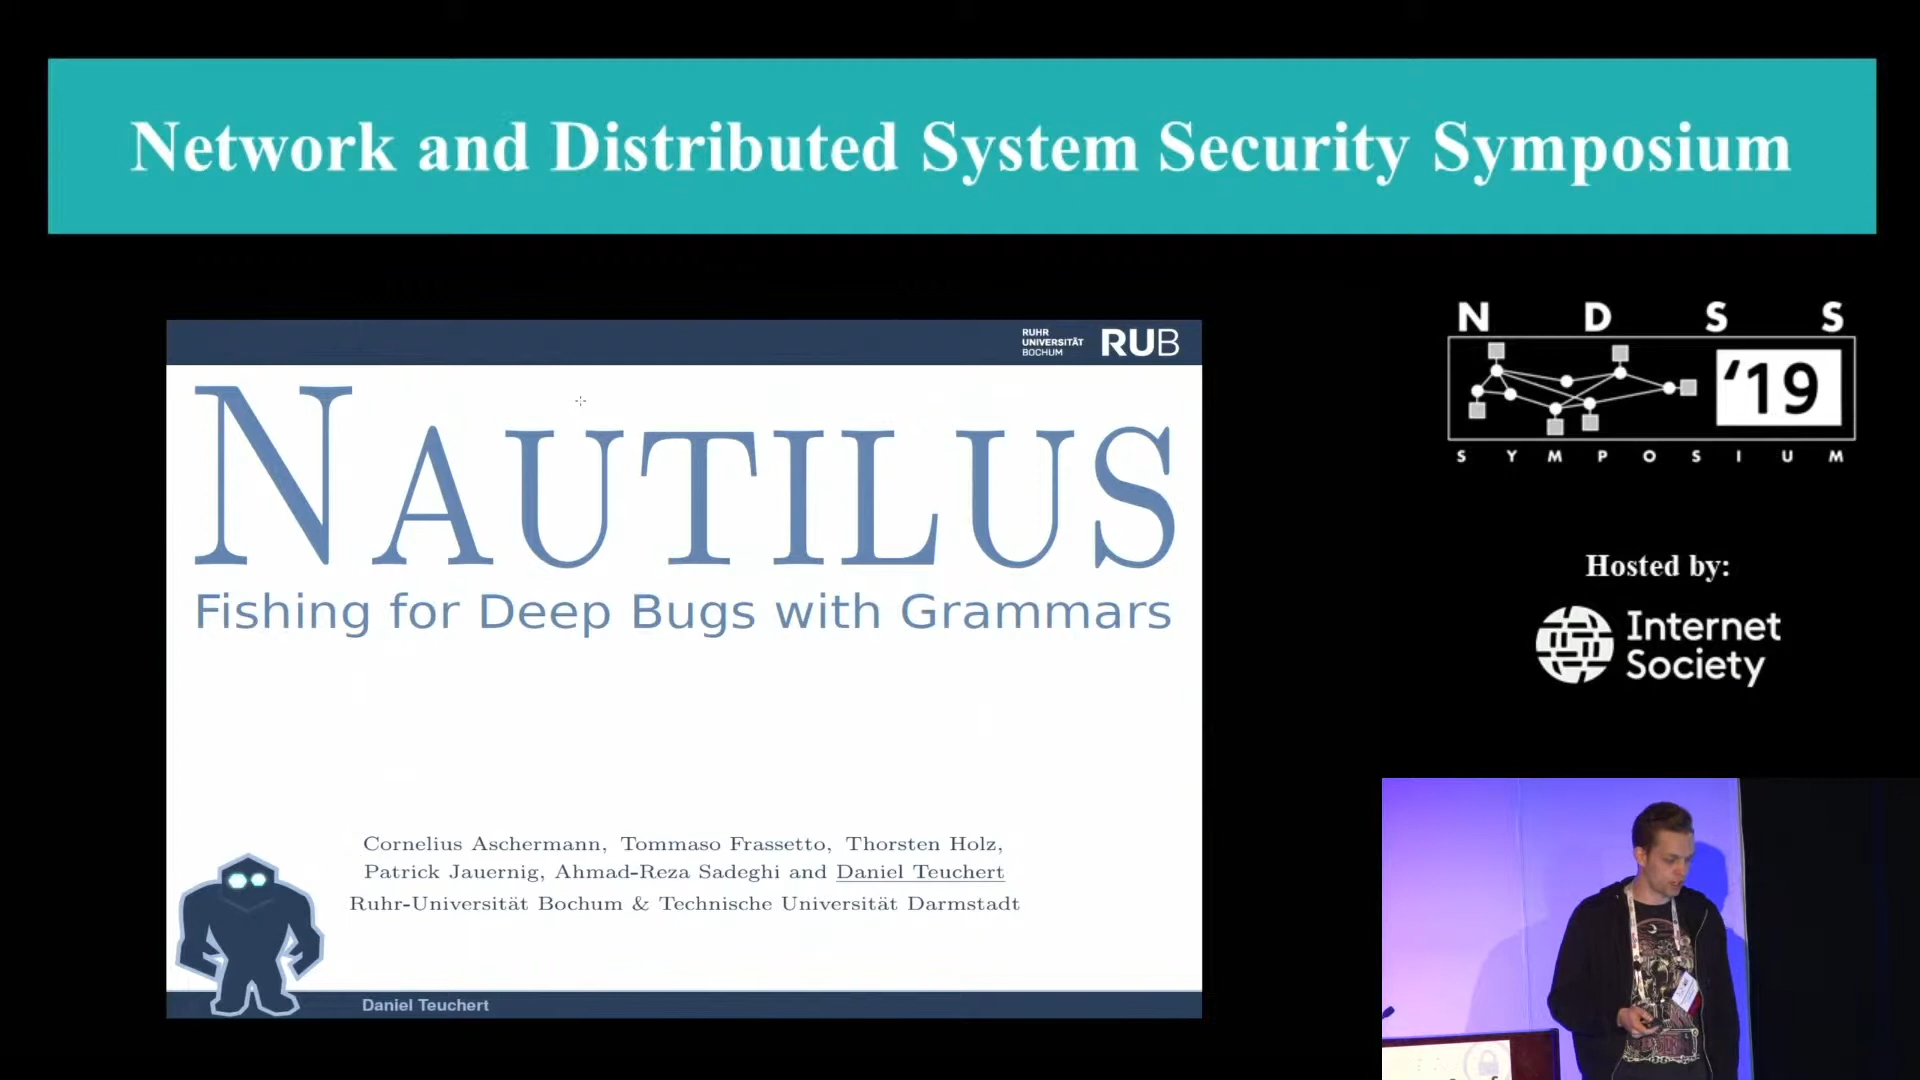 Network and Distributed System Security Symposium
RUHR
UNIVERSITÄT
BOCHUM
RUB
NAUTILUS
Fishing for Deep Bugs with Grammars
Cornelius Aschermann, Tommaso Frassetto, Thorsten Holz,
Patrick Jauernig, Ahmad-Reza Sadeghi and Daniel Teuchert
Ruhr-Universität Bochum & Technische Universität Darmstadt
Daniel Teuchert
N D S S
'19
S Y M P O S I U M
Hosted by:
Internet
Society